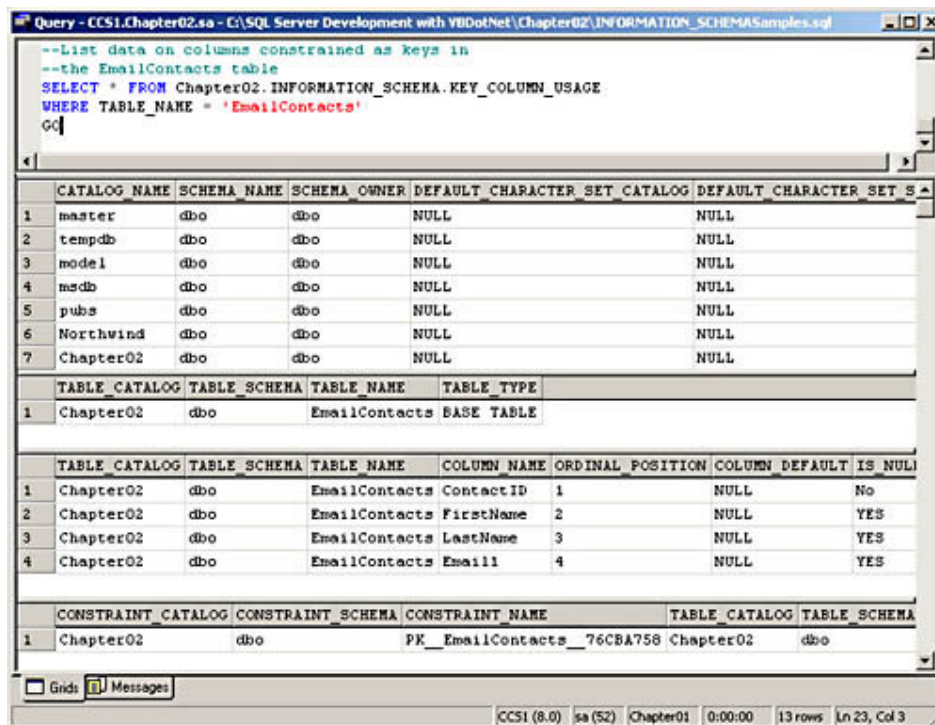 Query - CCS1.Chapter02.sa - C:\SQL Server Development with VBDotNet\Chapter02\INFORMATION_SCHEMASamples.sql
--List data on columns constrained as keys in
--the EmailContacts table
SELECT * FROM Chapter02.INFORMATION_SCHEMA.KEY_COLUMN_USAGE
WHERE TABLE_NAME = 'EmailContacts'
GO
CATALOG_NAME SCHEMA_NAME SCHEMA_OWNER DEFAULT_CHARACTER_SET_CATALOG DEFAULT_CHARACTER_SET_S
1 master dbo dbo NULL NULL
2 tempdb dbo dbo NULL NULL
3 model dbo dbo NULL NULL
4 msdb dbo dbo NULL NULL
5 pubs dbo dbo NULL NULL
6 Northwind dbo dbo NULL NULL
7 Chapter02 dbo dbo NULL NULL
TABLE_CATALOG TABLE_SCHEMA TABLE_NAME TABLE_TYPE
1 Chapter02 dbo EmailContacts BASE TABLE
TABLE_CATALOG TABLE_SCHEMA TABLE_NAME COLUMN_NAME ORDINAL_POSITION COLUMN_DEFAULT IS_NULL
1 Chapter02 dbo EmailContacts ContactID 1 NULL No
2 Chapter02 dbo EmailContacts FirstName 2 NULL YES
3 Chapter02 dbo EmailContacts LastName 3 NULL YES
4 Chapter02 dbo EmailContacts Email1 4 NULL YES
CONSTRAINT_CATALOG CONSTRAINT_SCHEMA CONSTRAINT_NAME TABLE_CATALOG TABLE_SCHEMA
1 Chapter02 dbo PK__EmailContacts__76CBA758 Chapter02 dbo
Grids Messages
CCS1 (8.0) sa (52) Chapter01 0:00:00 13 rows Ln 23, Col 3